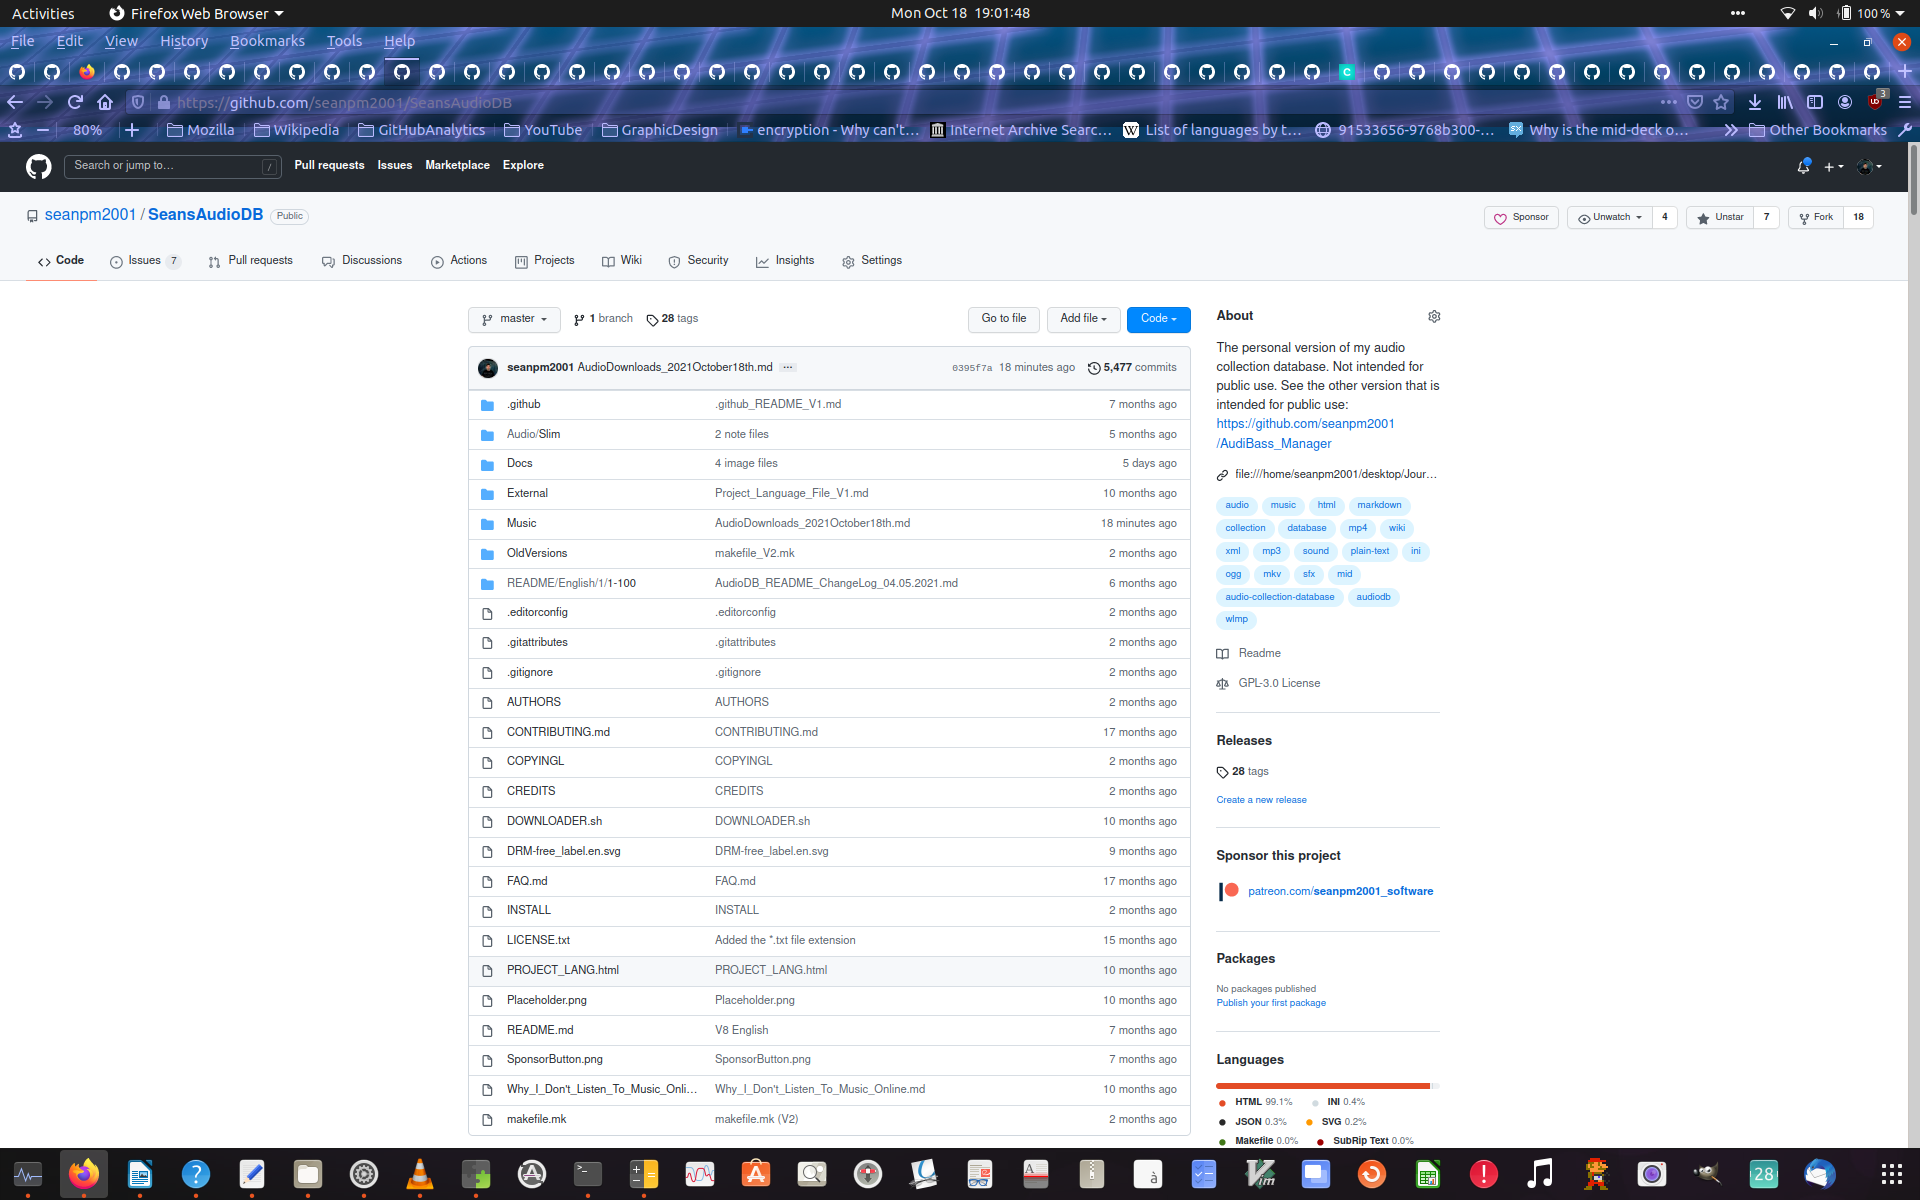 Activities Firefox Web Browser Mon Oct 18 19:01:48 100 %
File Edit View History Bookmarks Tools Help
https://github.com/seanpm2001/SeansAudioDB 3
80% Mozilla Wikipedia GitHubAnalytics YouTube GraphicDesign encryption - Why can't… Internet Archive Searc… List of languages by t… 91533656-9768b300-… Why is the mid-deck o… Other Bookmarks
Search or jump to… / Pull requests Issues Marketplace Explore
seanpm2001 / SeansAudioDB Public Sponsor Unwatch 4 Unstar 7 Fork 18
Code Issues 7 Pull requests Discussions Actions Projects Wiki Security Insights Settings
master 1 branch 28 tags Go to file Add file Code
seanpm2001 AudioDownloads_2021October18th.md ... 0395f7a 18 minutes ago 5,477 commits
.github .github_README_V1.md 7 months ago
Audio/Slim 2 note files 5 months ago
Docs 4 image files 5 days ago
External Project_Language_File_V1.md 10 months ago
Music AudioDownloads_2021October18th.md 18 minutes ago
OldVersions makefile_V2.mk 2 months ago
README/English/1/1-100 AudioDB_README_ChangeLog_04.05.2021.md 6 months ago
.editorconfig .editorconfig 2 months ago
.gitattributes .gitattributes 2 months ago
.gitignore .gitignore 2 months ago
AUTHORS AUTHORS 2 months ago
CONTRIBUTING.md CONTRIBUTING.md 17 months ago
COPYINGL COPYINGL 2 months ago
CREDITS CREDITS 2 months ago
DOWNLOADER.sh DOWNLOADER.sh 10 months ago
DRM-free_label.en.svg DRM-free_label.en.svg 9 months ago
FAQ.md FAQ.md 17 months ago
INSTALL INSTALL 2 months ago
LICENSE.txt Added the *.txt file extension 15 months ago
PROJECT_LANG.html PROJECT_LANG.html 10 months ago
Placeholder.png Placeholder.png 10 months ago
README.md V8 English 7 months ago
SponsorButton.png SponsorButton.png 7 months ago
Why_I_Don't_Listen_To_Music_Onli… Why_I_Don't_Listen_To_Music_Online.md 10 months ago
makefile.mk makefile.mk (V2) 2 months ago
About
The personal version of my audio
collection database. Not intended for
public use. See the other version that is
intended for public use:
https://github.com/seanpm2001
/AudiBass_Manager
file:///home/seanpm2001/desktop/Jour…
audio music html markdown
collection database mp4 wiki
xml mp3 sound plain-text ini
ogg mkv sfx mid
audio-collection-database audiodb
wlmp
Readme
GPL-3.0 License
Releases
28 tags
Create a new release
Sponsor this project
patreon.com/seanpm2001_software
Packages
No packages published
Publish your first package
Languages
HTML 99.1% INI 0.4%
JSON 0.3% SVG 0.2%
Makefile 0.0% SubRip Text 0.0%
28